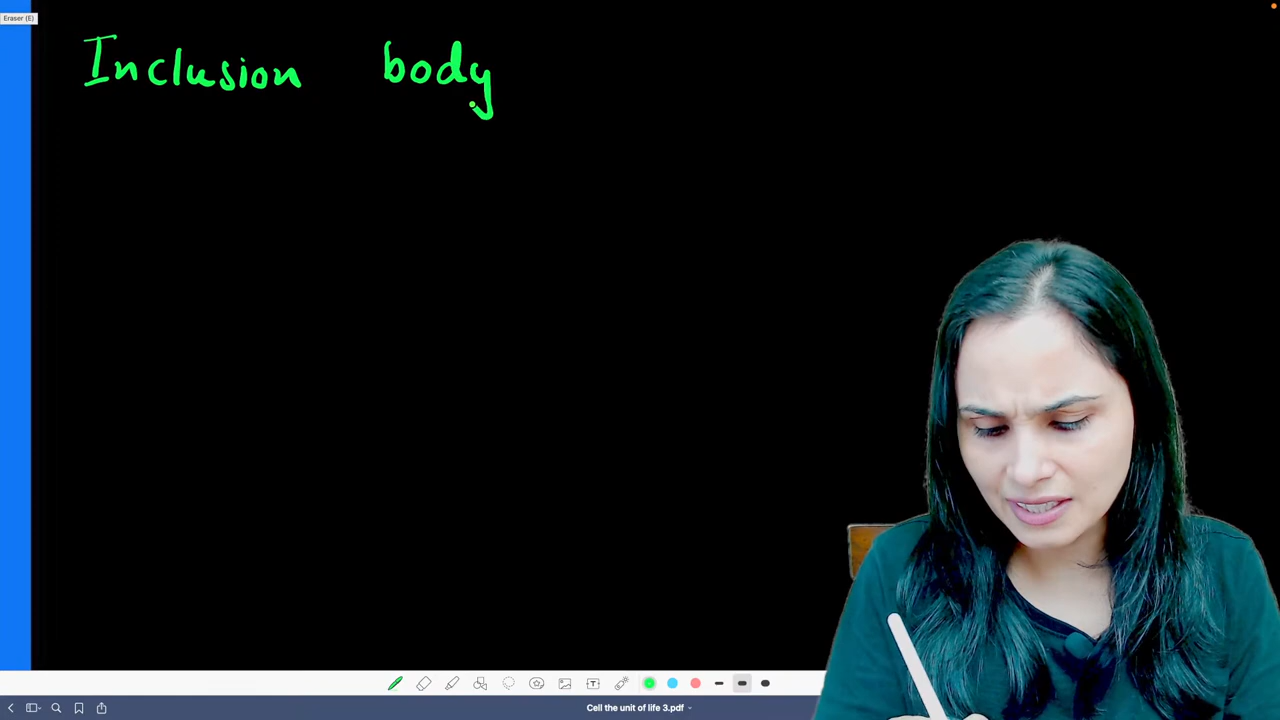 Eraser (E)
Inclusion body
Cell the unit of life 3.pdf